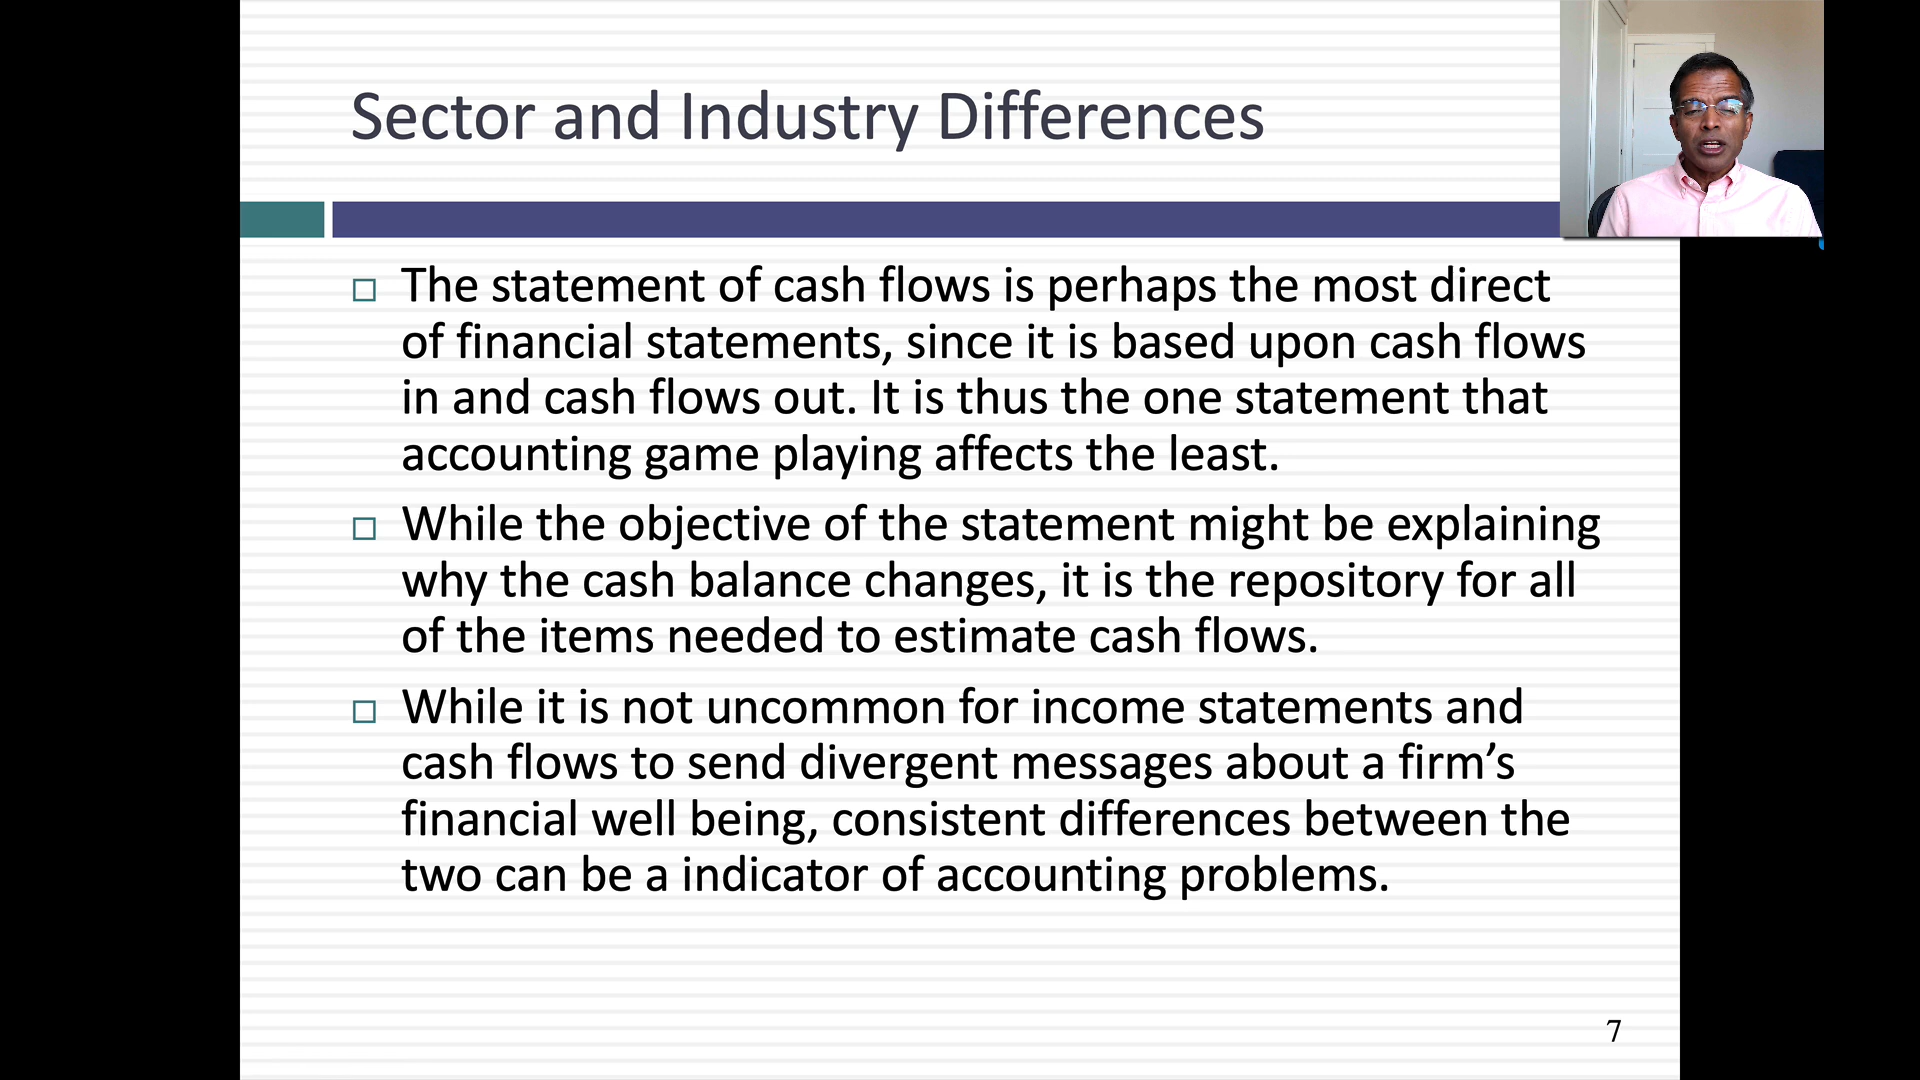 Sector and Industry Differences
The statement of cash flows is perhaps the most direct
of financial statements, since it is based upon cash flows
in and cash flows out. It is thus the one statement that
accounting game playing affects the least.
While the objective of the statement might be explaining
why the cash balance changes, it is the repository for all
of the items needed to estimate cash flows.
While it is not uncommon for income statements and
cash flows to send divergent messages about a firm’s
financial well being, consistent differences between the
two can be a indicator of accounting problems.
7